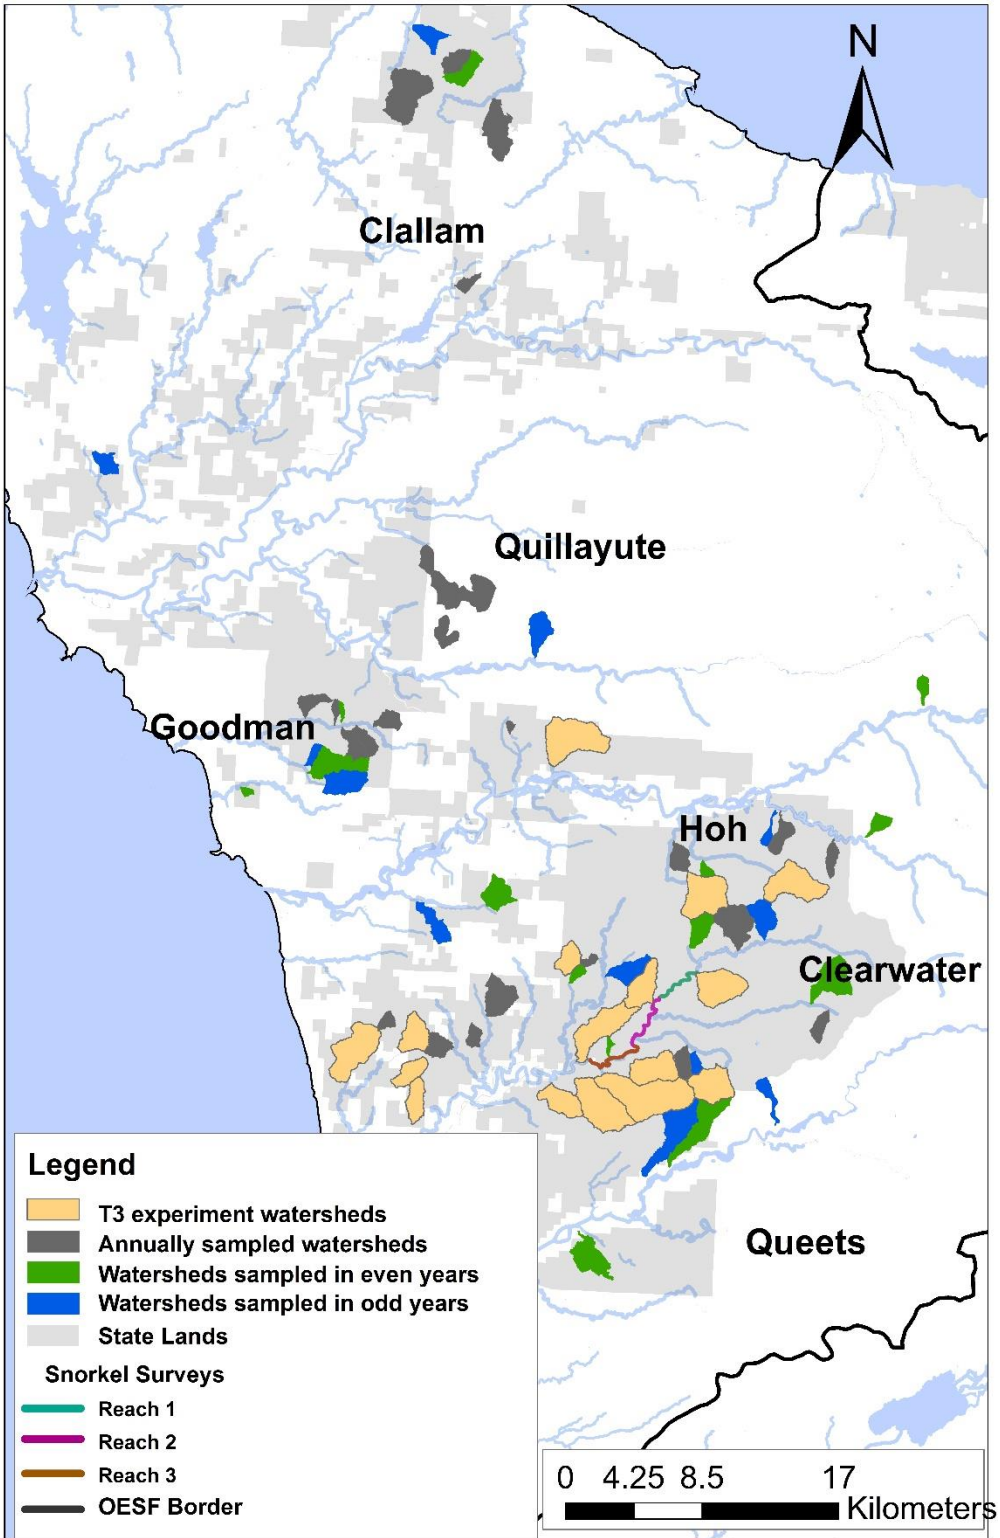 N
Clallam
Quillayute
Goodman
Hoh
Clearwater
Queets
Legend
T3 experiment watersheds
Annually sampled watersheds
Watersheds sampled in even years
Watersheds sampled in odd years
State Lands
Snorkel Surveys
Reach 1
Reach 2
Reach 3
OESF Border
0 4.25 8.5 17
Kilometers